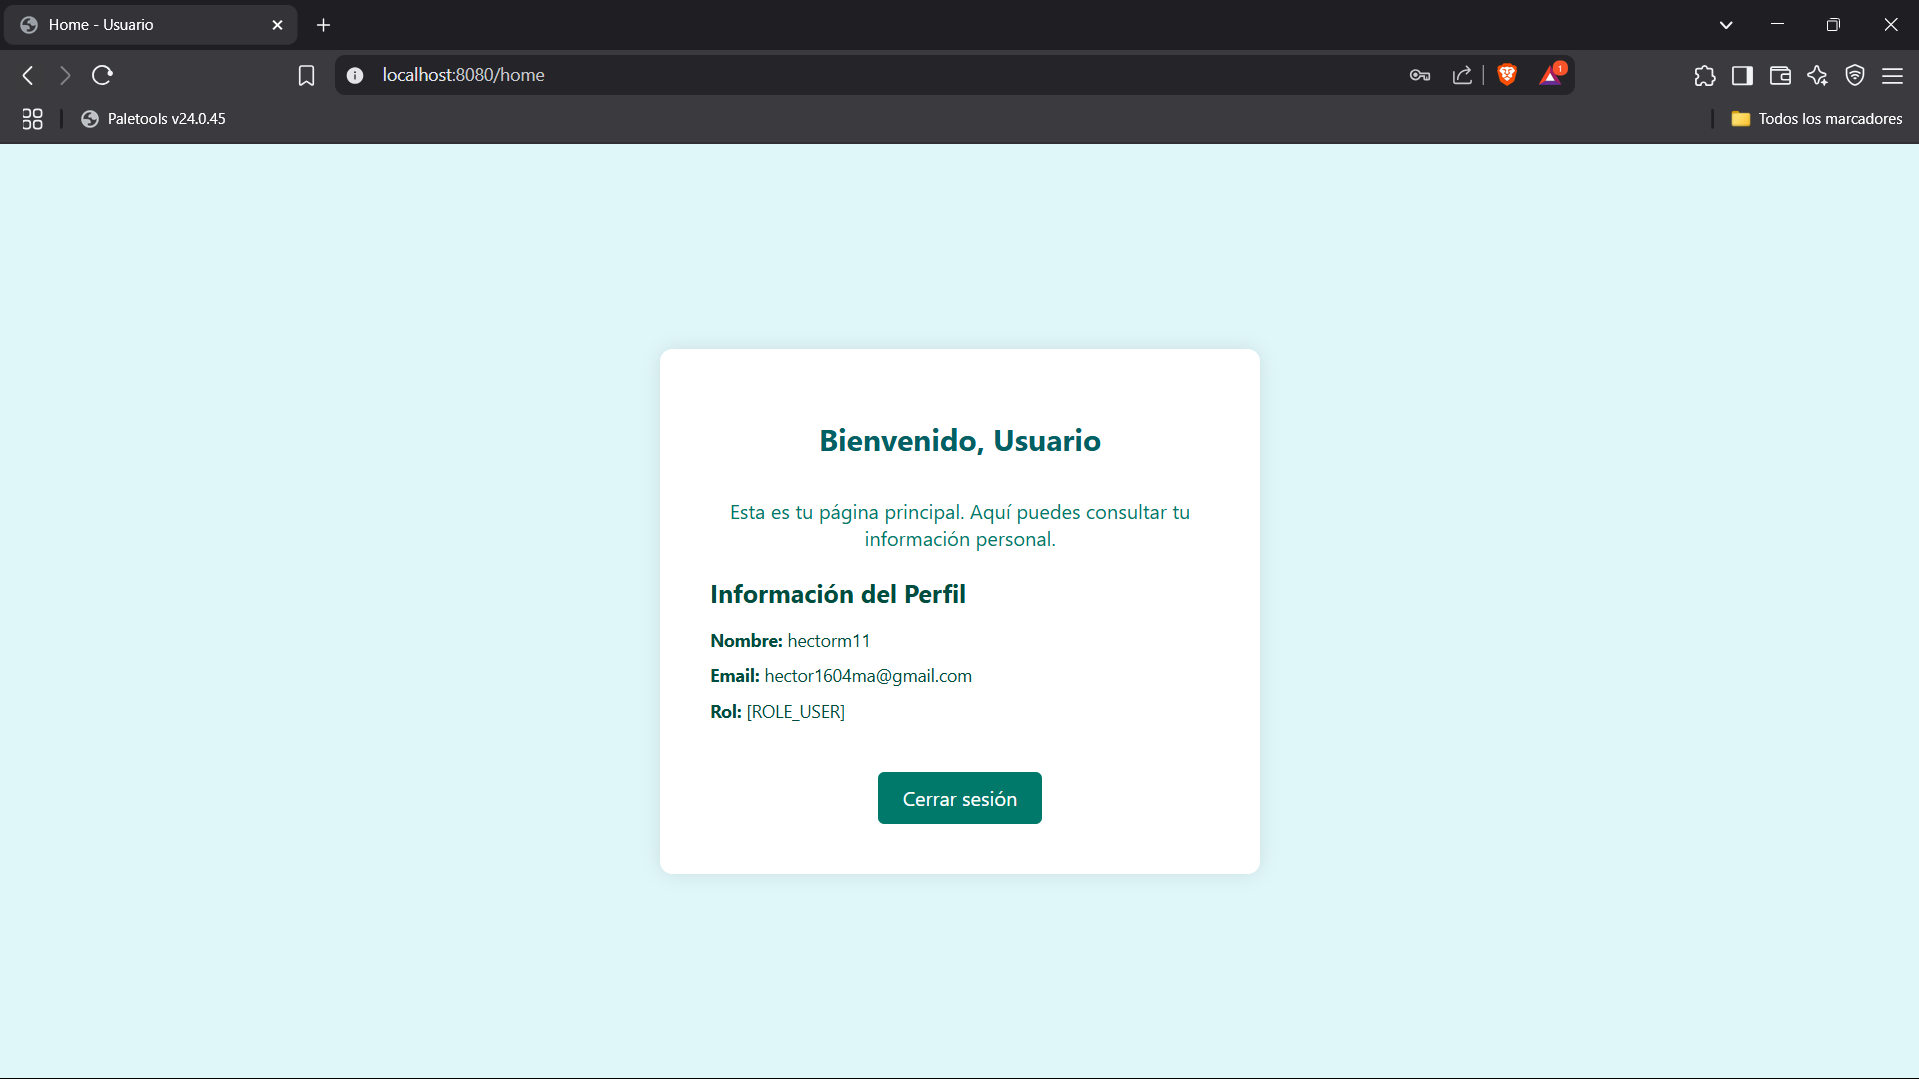 Home - Usuario
localhost:8080/home
1
Paletools v24.0.45
Todos los marcadores
Bienvenido, Usuario
Esta es tu página principal. Aquí puedes consultar tu
información personal.
Información del Perfil
Nombre: hectorm11
Email: hector1604ma@gmail.com
Rol: [ROLE_USER]
Cerrar sesión